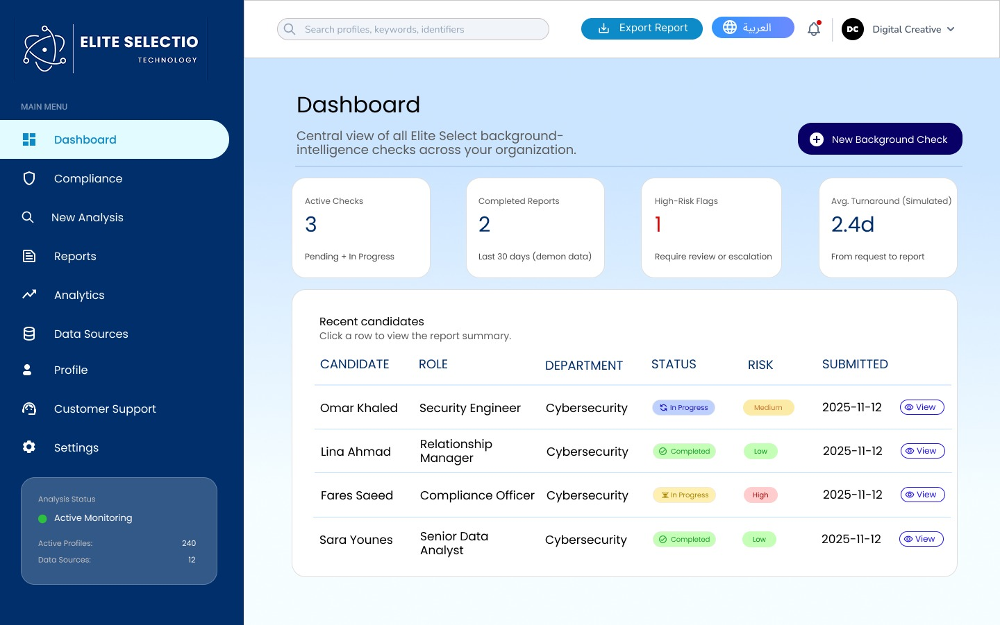 ELITE SELECTIO
TECHNOLOGY
MAIN MENU
Dashboard
Compliance
New Analysis
Reports
Analytics
Data Sources
Profile
Customer Support
Settings
Analysis Status
Active Monitoring
Active Profiles: 240
Data Sources: 12
Search profiles, keywords, identifiers
Export Report
العربية
DC
Digital Creative
Dashboard
Central view of all Elite Select background-
intelligence checks across your organization.
New Background Check
Active Checks
3
Pending + In Progress
Completed Reports
2
Last 30 days (demon data)
High-Risk Flags
1
Require review or escalation
Avg. Turnaround (Simulated)
2.4d
From request to report
Recent candidates
Click a row to view the report summary.
CANDIDATE ROLE DEPARTMENT STATUS RISK SUBMITTED
Omar Khaled Security Engineer Cybersecurity In Progress Medium 2025-11-12 View
Lina Ahmad Relationship
Manager Cybersecurity Completed Low 2025-11-12 View
Fares Saeed Compliance Officer Cybersecurity In Progress High 2025-11-12 View
Sara Younes Senior Data
Analyst Cybersecurity Completed Low 2025-11-12 View